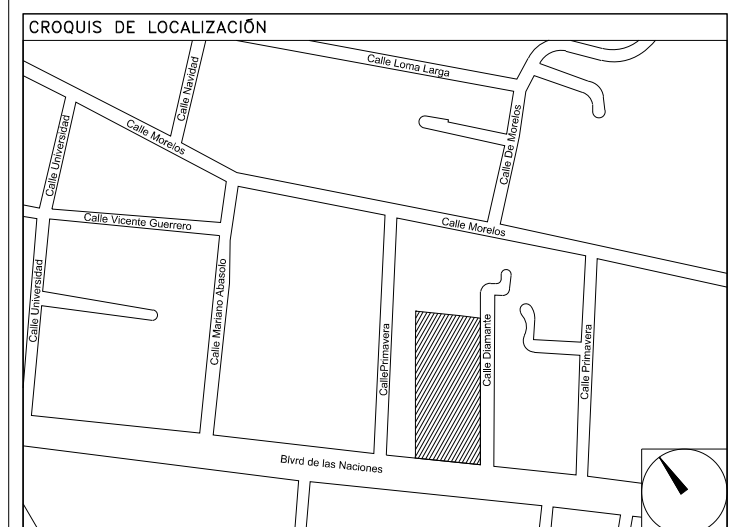 CROQUIS DE LOCALIZACIÓN
Calle Loma Larga
Calle Navidad
Calle Morelos
Calle De Morelos
Calle Universidad
Calle Vicente Guerrero
Calle Morelos
Calle Universidad
Calle Mariano Abasolo
CallePrimavera
Calle Diamante
Calle Primavera
Blvrd de las Naciones